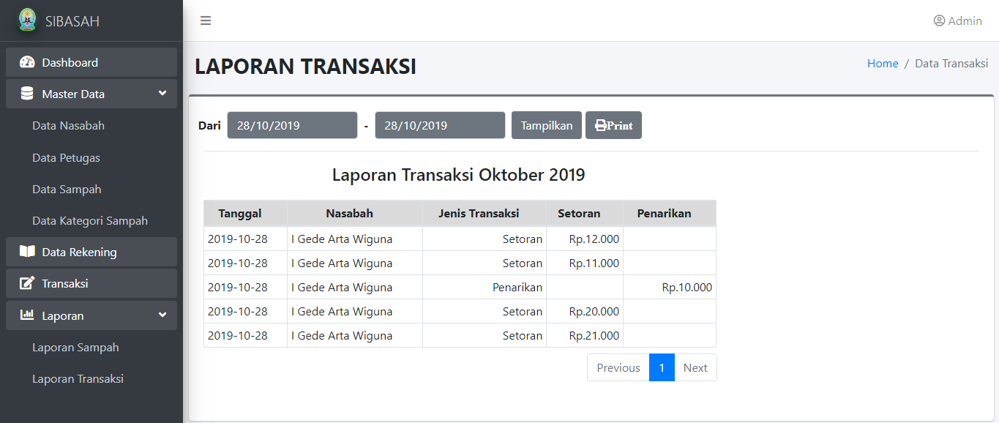 SIBASAH
Admin
Dashboard
Master Data
Data Nasabah
Data Petugas
Data Sampah
Data Kategori Sampah
Data Rekening
Transaksi
Laporan
Laporan Sampah
Laporan Transaksi
LAPORAN TRANSAKSI
Home / Data Transaksi
Dari 28/10/2019 - 28/10/2019 Tampilkan Print
Laporan Transaksi Oktober 2019
Tanggal Nasabah Jenis Transaksi Setoran Penarikan
2019-10-28 I Gede Arta Wiguna Setoran Rp.12.000
2019-10-28 I Gede Arta Wiguna Setoran Rp.11.000
2019-10-28 I Gede Arta Wiguna Penarikan Rp.10.000
2019-10-28 I Gede Arta Wiguna Setoran Rp.20.000
2019-10-28 I Gede Arta Wiguna Setoran Rp.21.000
Previous 1 Next